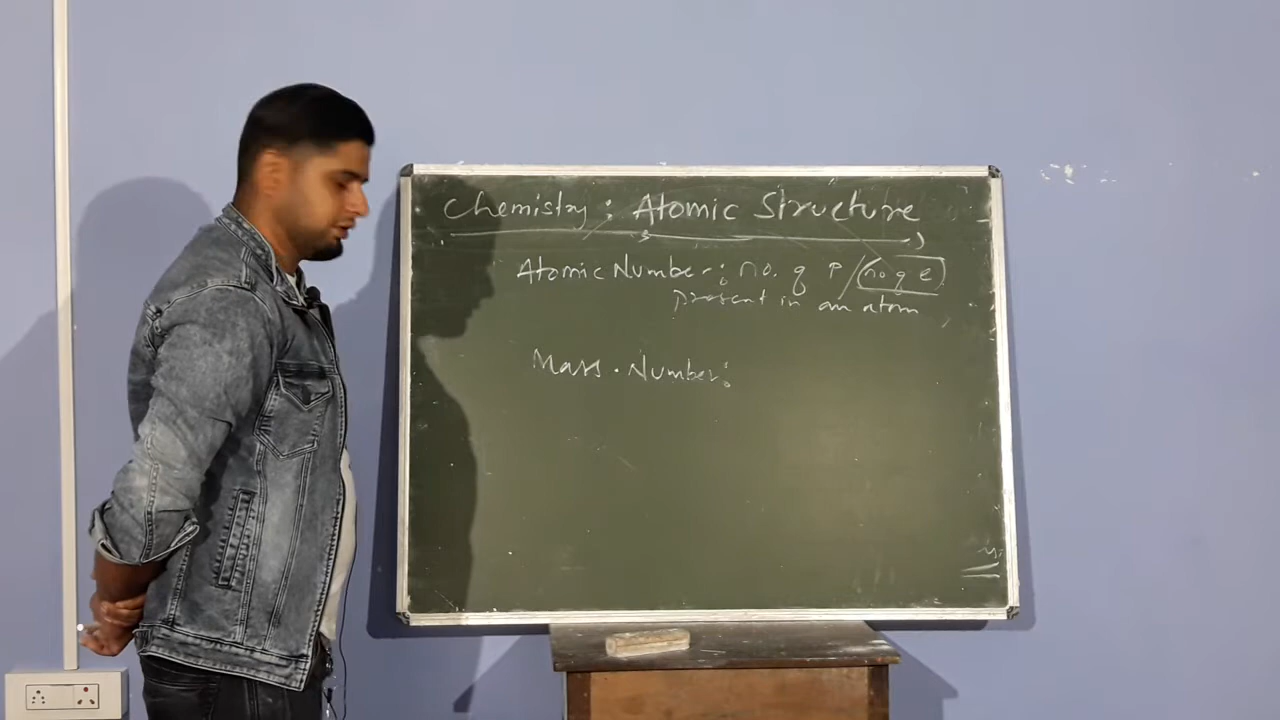 Chemistry: Atomic Structure
Atomic Number: no. of P/no of e
present in an atom
Mass. Number: